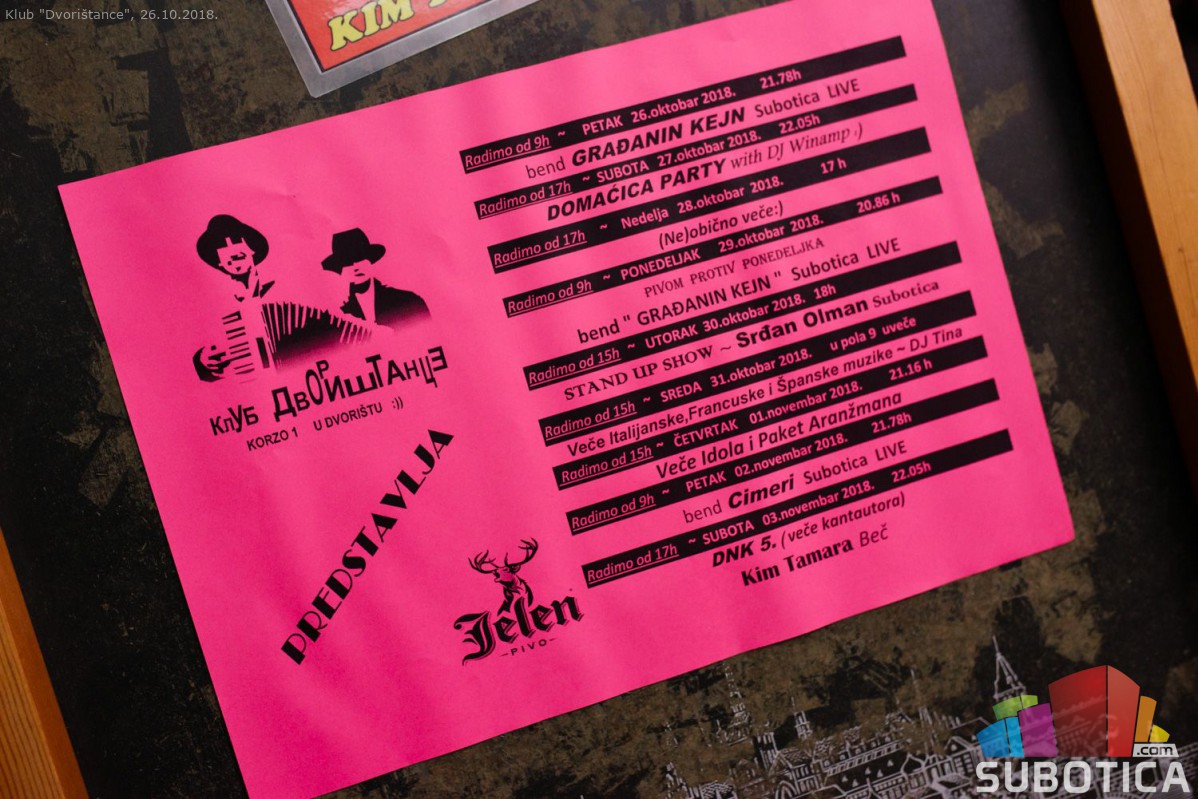 Klub "Dvorištance", 26.10.2018.
KIM
Radimo od 9h ~ PETAK 26.oktobar 2018. 21.78h
bend GRAĐANIN KEJN Subotica LIVE
Radimo od 17h ~ SUBOTA 27.oktobar 2018. 22.05h
DOMAĆICA PARTY with DJ Winamp ;)
Radimo od 17h ~ Nedelja 28.oktobar 2018. 17 h
(Ne)obično veče:)
Radimo od 9h ~ PONEDELJAK 29.oktobar 2018. 20.86 h
PIVOM PROTIV PONEDELJKA
bend " GRAĐANIN KEJN " Subotica LIVE
Radimo od 15h ~ UTORAK 30.oktobar 2018. 18h
STAND UP SHOW ~ Srđan Olman Subotica
Radimo od 15h ~ SREDA 31.oktobar 2018. u pola 9 uveče
Veče Italijanske,Francuske i Španske muzike ~ DJ Tina
Radimo od 15h ~ ČETVRTAK 01.novembar 2018. 21.16 h
Veče Idola i Paket Aranžmana
Radimo od 9h ~ PETAK 02.novembar 2018. 21.78h
bend Cimeri Subotica LIVE
Radimo od 17h ~ SUBOTA 03.novembar 2018. 22.05h
DNK 5. (veče kantautora)
Kim Tamara Beč
КлУБ ДвОРИшТАнцЭ
KORZO 1 U DVORIŠTU :))
PREDSTAVLJA
Jelen
-PIVO-
.com
SUBOTICA